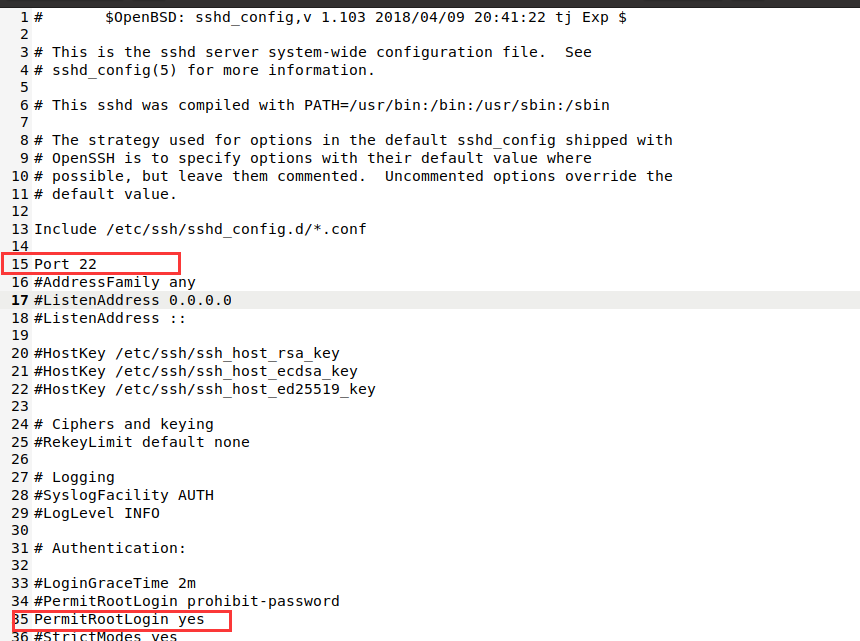 1 #       $OpenBSD: sshd_config,v 1.103 2018/04/09 20:41:22 tj Exp $
2
3 # This is the sshd server system-wide configuration file.  See
4 # sshd_config(5) for more information.
5
6 # This sshd was compiled with PATH=/usr/bin:/bin:/usr/sbin:/sbin
7
8 # The strategy used for options in the default sshd_config shipped with
9 # OpenSSH is to specify options with their default value where
10 # possible, but leave them commented.  Uncommented options override the
11 # default value.
12
13 Include /etc/ssh/sshd_config.d/*.conf
14
15 Port 22
16 #AddressFamily any
17 #ListenAddress 0.0.0.0
18 #ListenAddress ::
19
20 #HostKey /etc/ssh/ssh_host_rsa_key
21 #HostKey /etc/ssh/ssh_host_ecdsa_key
22 #HostKey /etc/ssh/ssh_host_ed25519_key
23
24 # Ciphers and keying
25 #RekeyLimit default none
26
27 # Logging
28 #SyslogFacility AUTH
29 #LogLevel INFO
30
31 # Authentication:
32
33 #LoginGraceTime 2m
34 #PermitRootLogin prohibit-password
35 PermitRootLogin yes
36 #StrictModes yes